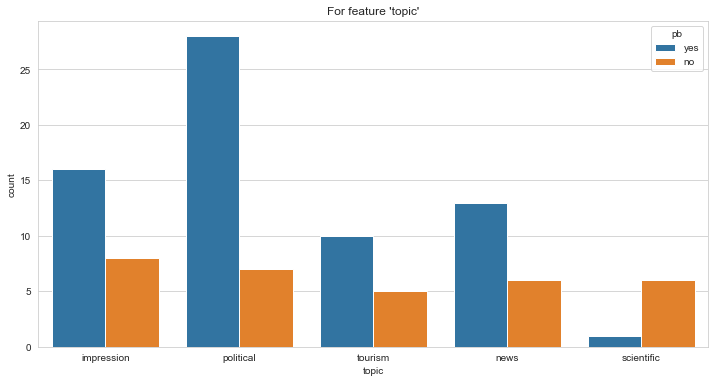 For feature 'topic'
pb
yes
no
count
25
20
15
10
5
0
impression political tourism news scientific
topic